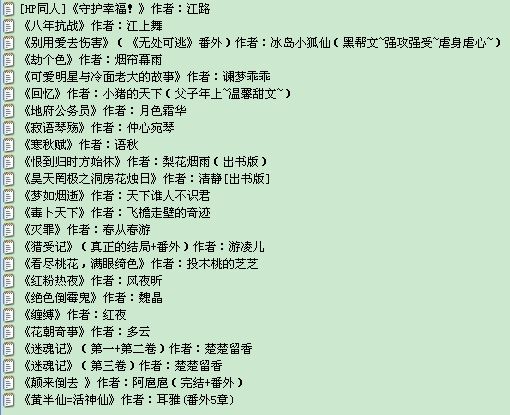 [HP同人]《守护幸福！》作者：江路
《八年抗战》作者：江上舞
《别用爱去伤害》（《无处可逃》番外）作者：冰岛小狐仙（黑帮文~强攻强受~虐身虐心~）
《劫个色》作者：烟帘幕雨
《可爱明星与冷面老大的故事》作者：谰梦乖乖
《回忆》作者：小猪的天下（父子年上~温馨甜文~）
《地府公务员》作者：月色霜华
《寂语琴殇》作者：仲心宛琴
《寒秋赋》作者：语秋
《恨到归时方始休》作者：梨花烟雨（出书版）
《昊天罔极之洞房花烛日》作者：清静[出书版]
《梦如烟逝》作者：天下谁人不识君
《毒卜天下》作者：飞檐走壁的奇迹
《灭罪》作者：春从春游
《猎受记》（真正的结局+番外）作者：游凌儿
《看尽桃花，满眼绮色》作者：投木桃的芝芝
《红粉热夜》作者：风夜昕
《绝色倒霉鬼》作者：魏晶
《缠缚》作者：红夜
《花朝奇事》作者：多云
《迷魂记》（第一+第二卷）作者：楚楚留香
《迷魂记》（第三卷）作者：楚楚留香
《颠来倒去 》作者：阿扈扈（完结+番外）
《黄半仙=活神仙》作者：耳雅(番外5章)